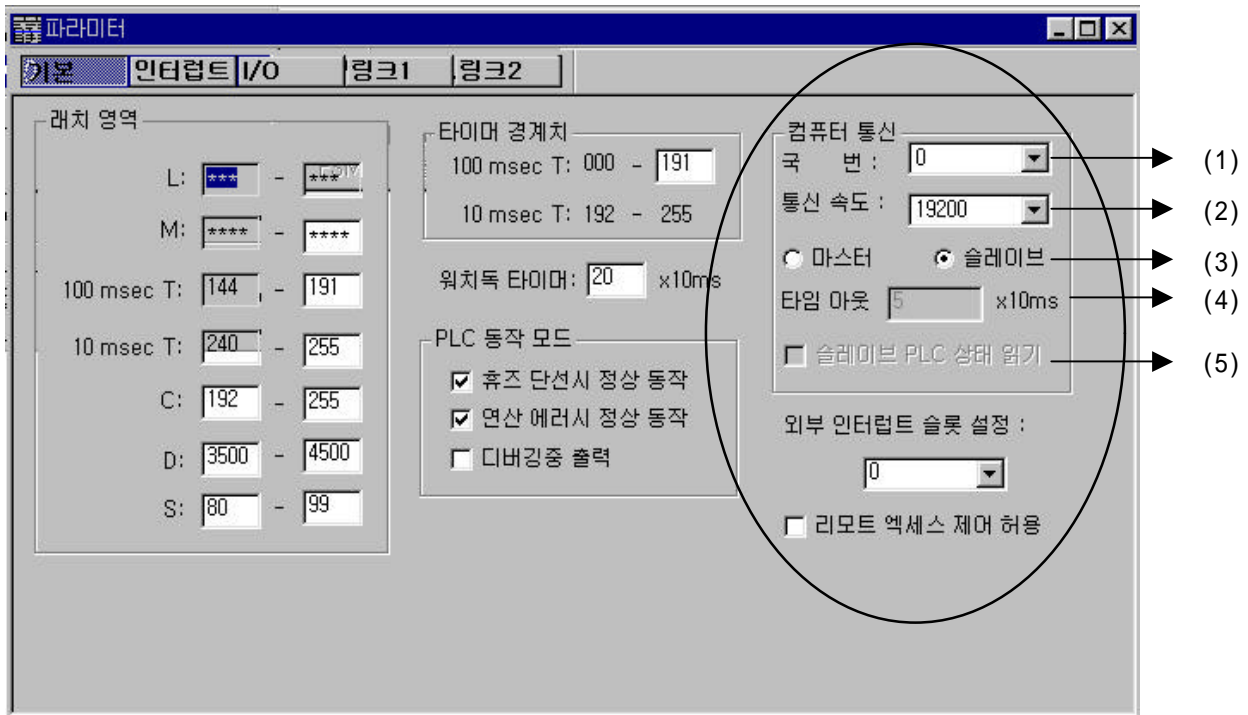 파라미터
기본 인터럽트 I/O 링크1 링크2
래치 영역
L: *** - ***
M: **** - ****
100 msec T: 144 - 191
10 msec T: 240 - 255
C: 192 - 255
D: 3500 - 4500
S: 80 - 99
타이머 경계치
100 msec T: 000 - 191
10 msec T: 192 - 255
워치독 타이머: 20 x10ms
PLC 동작 모드
휴즈 단선시 정상 동작
연산 에러시 정상 동작
디버깅중 출력
컴퓨터 통신
국 번 : 0 (1)
통신 속도 : 19200 (2)
마스터 슬레이브 (3)
타임 아웃 5 x10ms (4)
슬레이브 PLC 상태 읽기 (5)
외부 인터럽트 슬롯 설정 :
0
리모트 엑세스 제어 허용